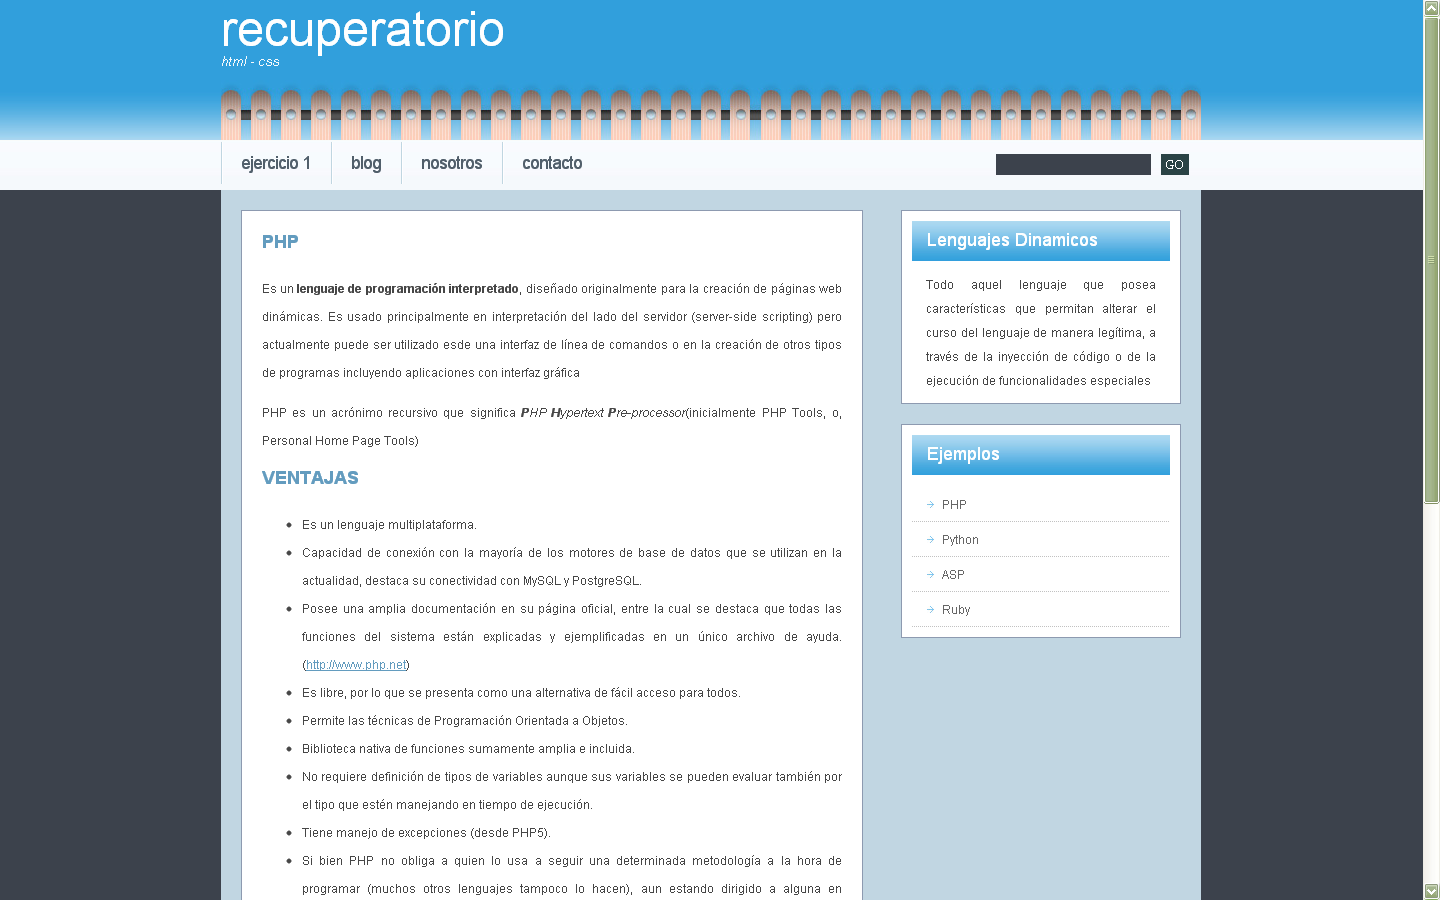 recuperatorio
html - css
ejercicio 1
blog
nosotros
contacto
GO
PHP
Es un lenguaje de programación interpretado, diseñado originalmente para la creación de páginas web
dinámicas. Es usado principalmente en interpretación del lado del servidor (server-side scripting) pero
actualmente puede ser utilizado esde una interfaz de línea de comandos o en la creación de otros tipos
de programas incluyendo aplicaciones con interfaz gráfica
PHP es un acrónimo recursivo que significa PHP Hypertext Pre-processor(inicialmente PHP Tools, o,
Personal Home Page Tools)
VENTAJAS
Es un lenguaje multiplataforma.
Capacidad de conexión con la mayoría de los motores de base de datos que se utilizan en la
actualidad, destaca su conectividad con MySQL y PostgreSQL.
Posee una amplia documentación en su página oficial, entre la cual se destaca que todas las
funciones del sistema están explicadas y ejemplificadas en un único archivo de ayuda.
(http://www.php.net)
Es libre, por lo que se presenta como una alternativa de fácil acceso para todos.
Permite las técnicas de Programación Orientada a Objetos.
Biblioteca nativa de funciones sumamente amplia e incluida.
No requiere definición de tipos de variables aunque sus variables se pueden evaluar también por
el tipo que estén manejando en tiempo de ejecución.
Tiene manejo de excepciones (desde PHP5).
Si bien PHP no obliga a quien lo usa a seguir una determinada metodología a la hora de
programar (muchos otros lenguajes tampoco lo hacen), aun estando dirigido a alguna en
Lenguajes Dinamicos
Todo aquel lenguaje que posea
características que permitan alterar el
curso del lenguaje de manera legítima, a
través de la inyección de código o de la
ejecución de funcionalidades especiales
Ejemplos
PHP
Python
ASP
Ruby